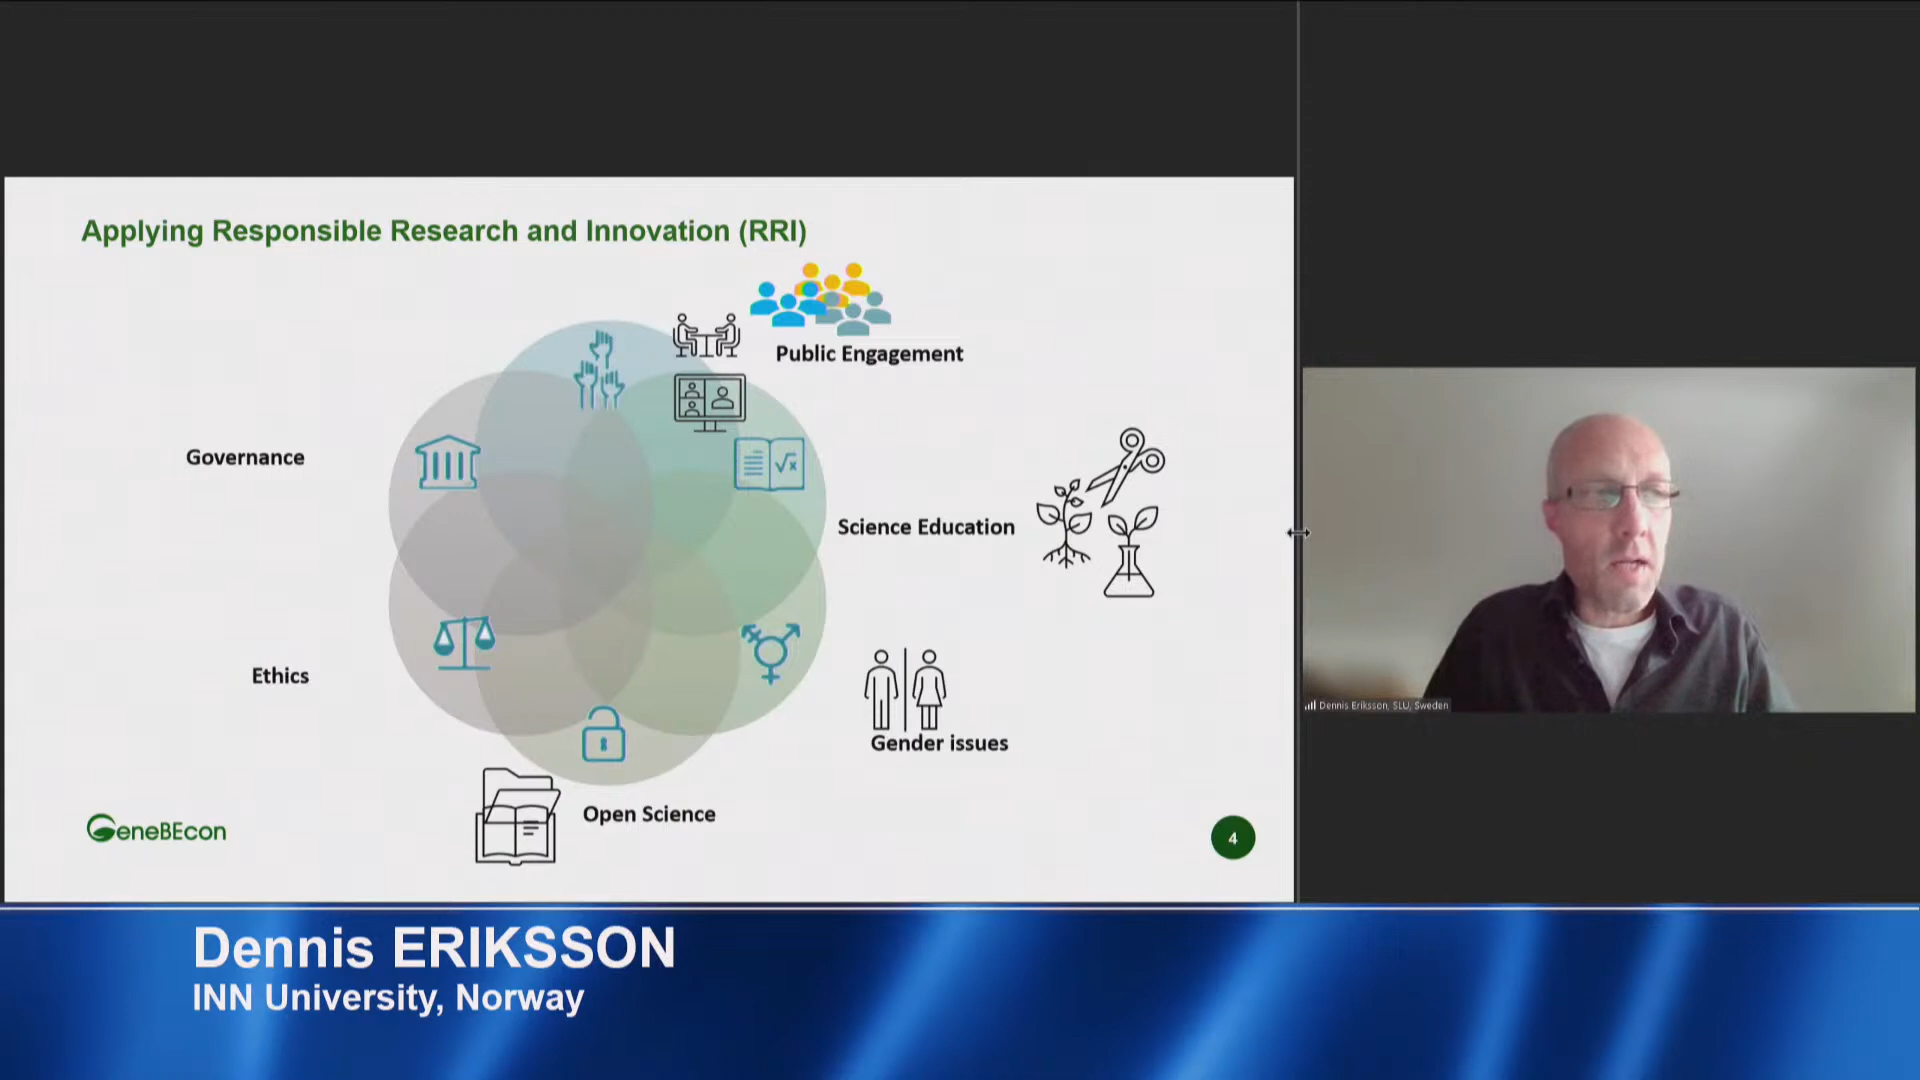 Applying Responsible Research and Innovation (RRI)
Public Engagement
Governance
√x
Science Education
Ethics
Dennis Eriksson, SLU, Sweden
Gender issues
Open Science
GeneBEcon
4
Dennis ERIKSSON
INN University, Norway